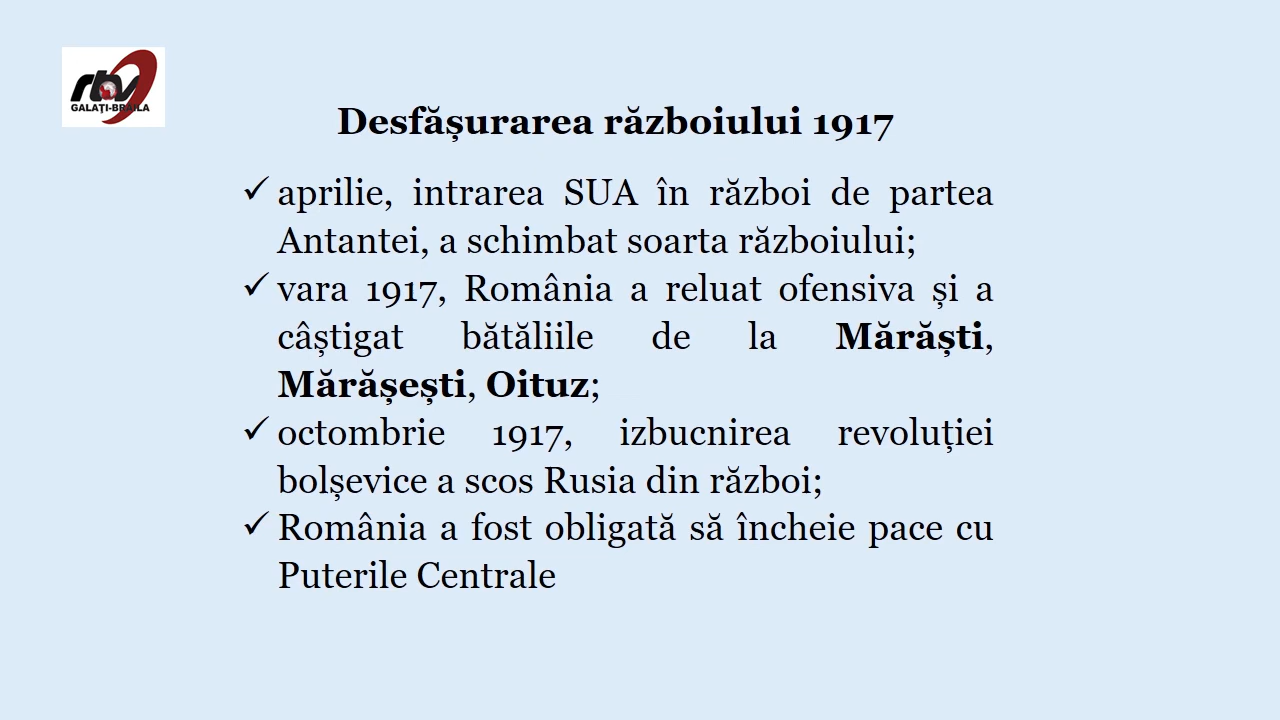 rtv
GALAȚI-BRĂILA
Desfășurarea războiului 1917
✓ aprilie, intrarea SUA în război de partea
Antantei, a schimbat soarta războiului;
✓ vara 1917, România a reluat ofensiva și a
câștigat bătăliile de la Mărăști,
Mărășești, Oituz;
✓ octombrie 1917, izbucnirea revoluției
bolșevice a scos Rusia din război;
✓ România a fost obligată să încheie pace cu
Puterile Centrale